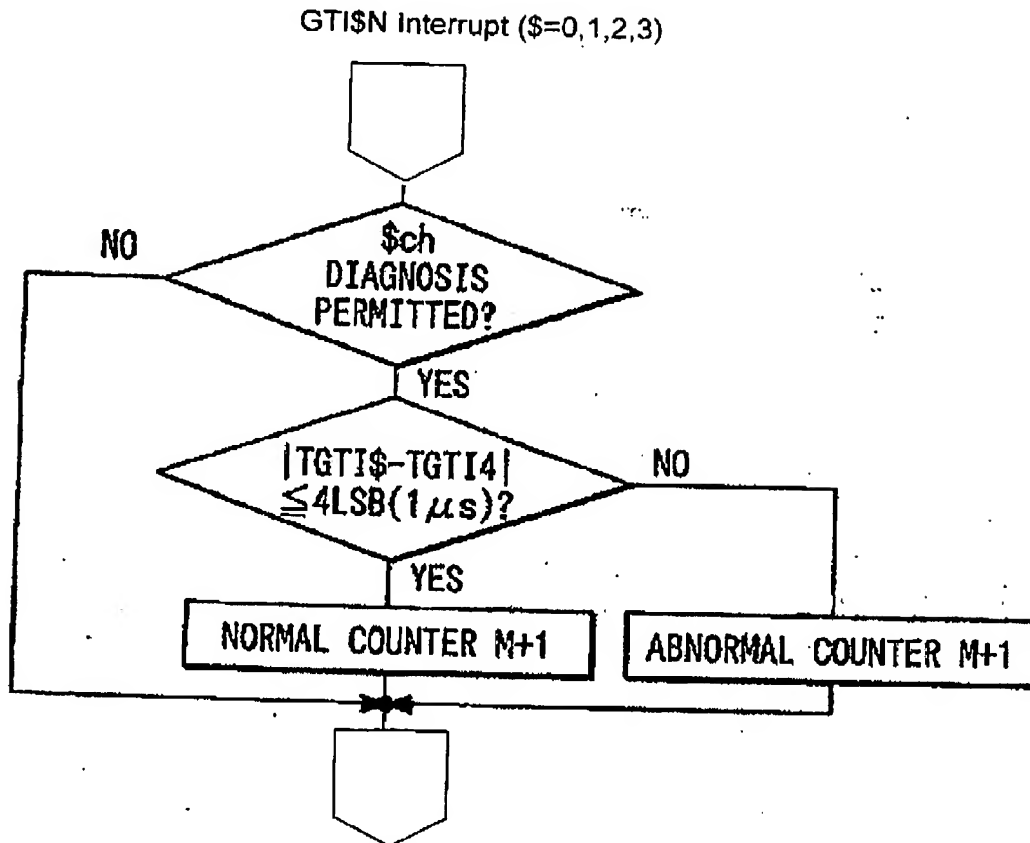 GTI$N Interrupt ($=0,1,2,3)
NO
$ch
DIAGNOSIS
PERMITTED?
YES
|TGTI$-TGTI4|
≦4LSB(1μs)?
NO
YES
NORMAL COUNTER M+1
ABNORMAL COUNTER M+1